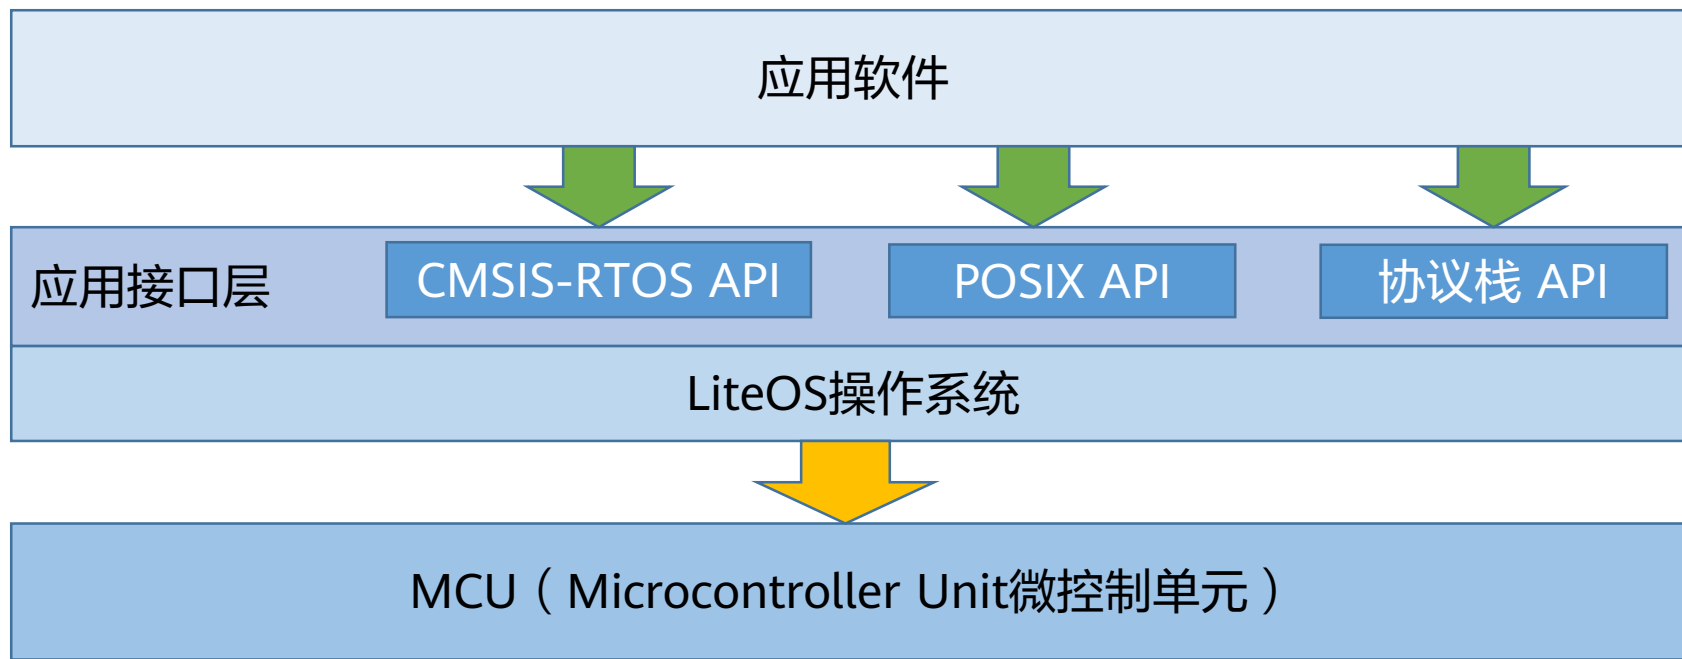 应用软件
应用接口层
CMSIS-RTOS API
POSIX API
协议栈 API
LiteOS操作系统
MCU（Microcontroller Unit微控制单元）